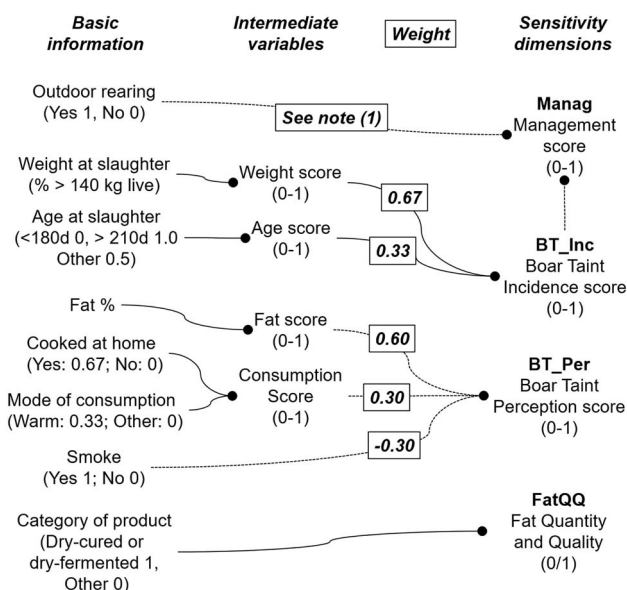 Basic
information
Intermediate
variables
Weight
Sensitivity
dimensions
Outdoor rearing
(Yes 1, No 0)
See note (1)
Manag
Management
score
(0-1)
Weight at slaughter
(% > 140 kg live)
Weight score
(0-1)
0.67
Age at slaughter
(<180d 0, > 210d 1.0
Other 0.5)
Age score
(0-1)
0.33
BT_Inc
Boar Taint
Incidence score
(0-1)
Fat %
Fat score
(0-1)
0.60
Cooked at home
(Yes: 0.67; No: 0)
Mode of consumption
(Warm: 0.33; Other: 0)
Consumption
Score
(0-1)
0.30
BT_Per
Boar Taint
Perception score
(0-1)
Smoke
(Yes 1; No 0)
-0.30
Category of product
(Dry-cured or
dry-fermented 1,
Other 0)
FatQQ
Fat Quantity
and Quality
(0/1)